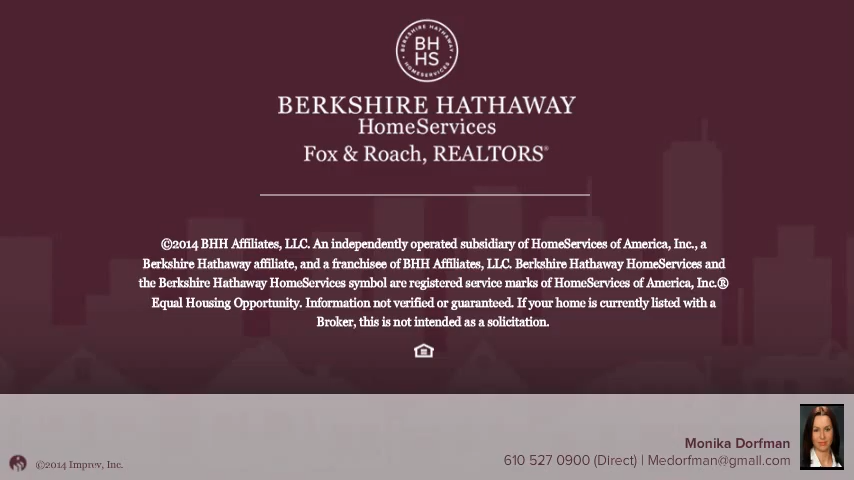 BERKSHIRE HATHAWAY
BH
HS
HOMESERVICES
BERKSHIRE HATHAWAY
HomeServices
Fox & Roach, REALTORS®
©2014 BHH Affiliates, LLC. An independently operated subsidiary of HomeServices of America, Inc., a
Berkshire Hathaway affiliate, and a franchisee of BHH Affiliates, LLC. Berkshire Hathaway HomeServices and
the Berkshire Hathaway HomeServices symbol are registered service marks of HomeServices of America, Inc.®
Equal Housing Opportunity. Information not verified or guaranteed. If your home is currently listed with a
Broker, this is not intended as a solicitation.
Monika Dorfman
610 527 0900 (Direct) | Medorfman@gmail.com
©2014 Imprev, Inc.